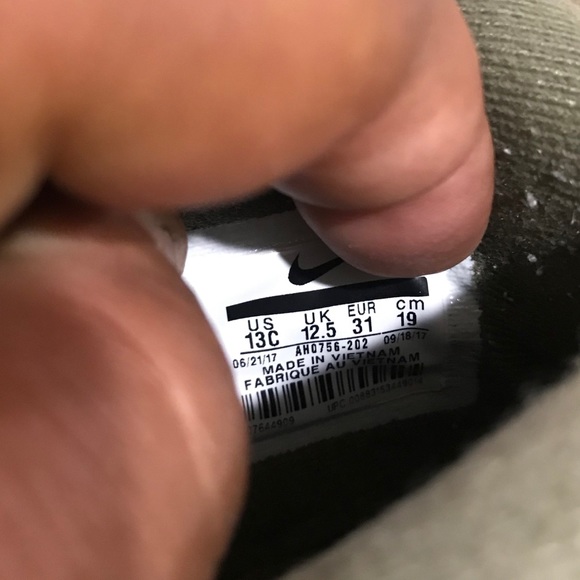 US UK EUR cm
13C 12.5 31 19
06/21/17 AH0756-202 09/16/17
MADE IN VIETNAM
FABRIQUE AU VIETNAM
UPC